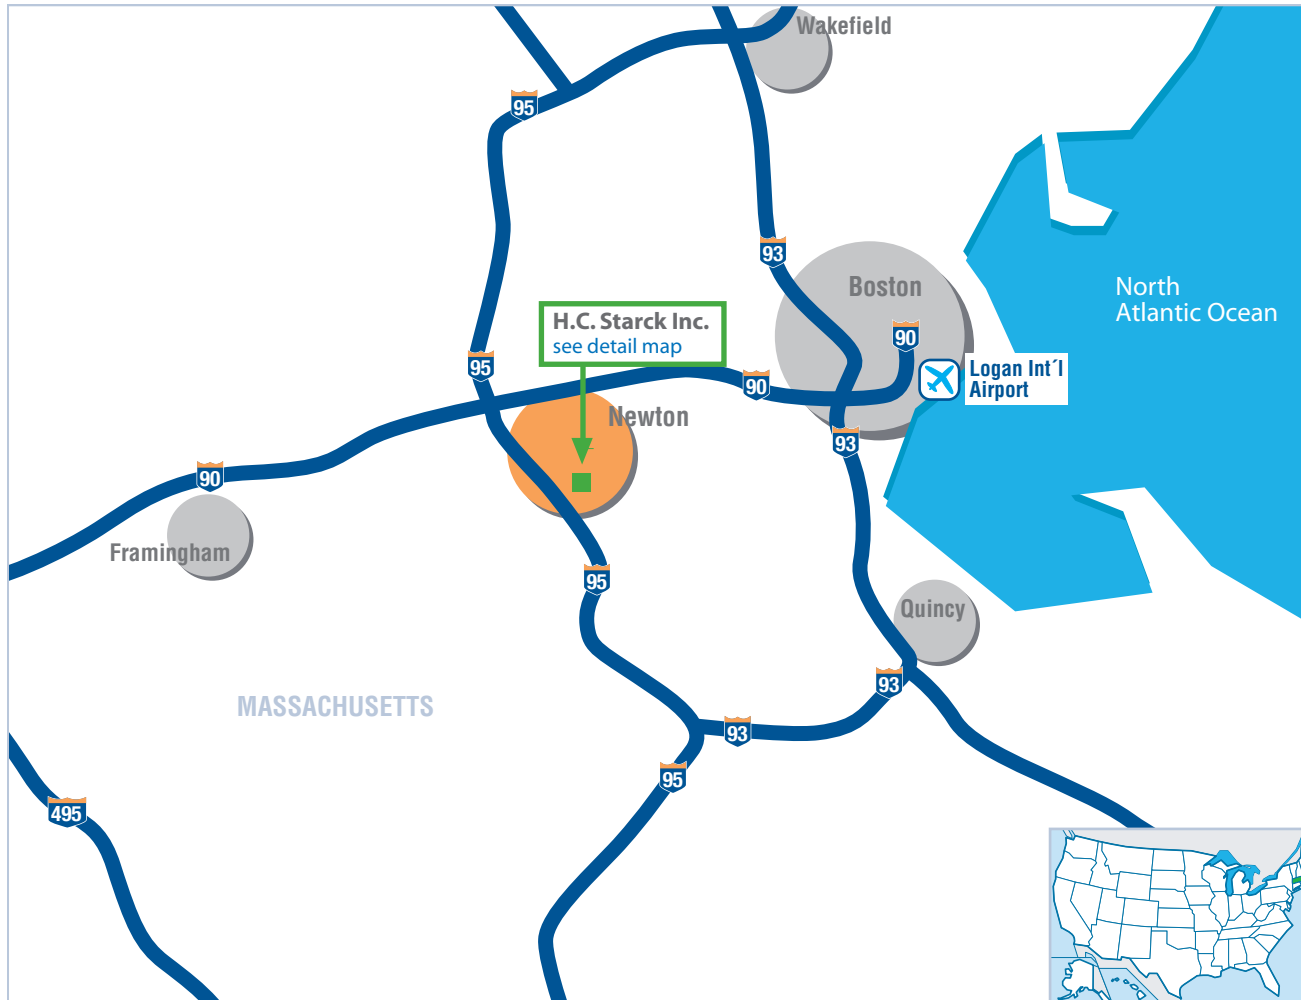 Wakefield
95
93
Boston
North
Atlantic Ocean
H.C. Starck Inc.
see detail map
90
95
Logan Int´l
Airport
90
Newton
93
90
Framingham
95
Quincy
93
MASSACHUSETTS
93
95
495